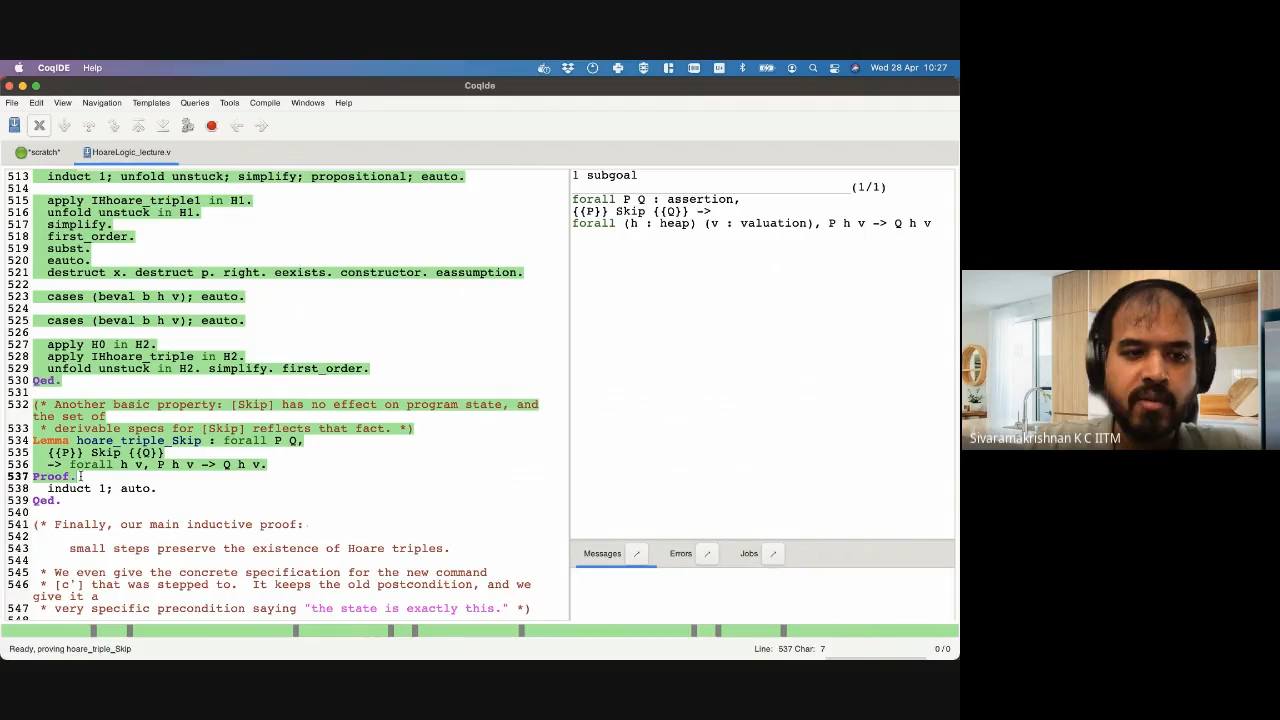 CoqIDE Help
Wed 28 Apr 10:27
CoqIde
File Edit View Navigation Templates Queries Tools Compile Windows Help
*scratch* HoareLogic_lecture.v
513 induct 1; unfold unstuck; simplify; propositional; eauto.
514
515 apply IHhoare_triple1 in H1.
516 unfold unstuck in H1.
517 simplify.
518 first_order.
519 subst.
520 eauto.
521 destruct x. destruct p. right. eexists. constructor. eassumption.
522
523 cases (beval b h v); eauto.
524
525 cases (beval b h v); eauto.
526
527 apply H0 in H2.
528 apply IHhoare_triple in H2.
529 unfold unstuck in H2. simplify. first_order.
530 Qed.
531
532 (* Another basic property: [Skip] has no effect on program state, and
the set of
533 * derivable specs for [Skip] reflects that fact. *)
534 Lemma hoare_triple_Skip : forall P Q,
535 {{P}} Skip {{Q}}
536 -> forall h v, P h v -> Q h v.
537 Proof.
538 induct 1; auto.
539 Qed.
540
541 (* Finally, our main inductive proof:
542
543 small steps preserve the existence of Hoare triples.
544
545 * We even give the concrete specification for the new command
546 * [c'] that was stepped to. It keeps the old postcondition, and we
give it a
547 * very specific precondition saying "the state is exactly this." *)
1 subgoal
(1/1)
forall P Q : assertion,
{{P}} Skip {{Q}} ->
forall (h : heap) (v : valuation), P h v -> Q h v
Messages Errors Jobs
Ready, proving hoare_triple_Skip
Line: 537 Char: 7
0 / 0
Sivaramakrishnan K C IITM